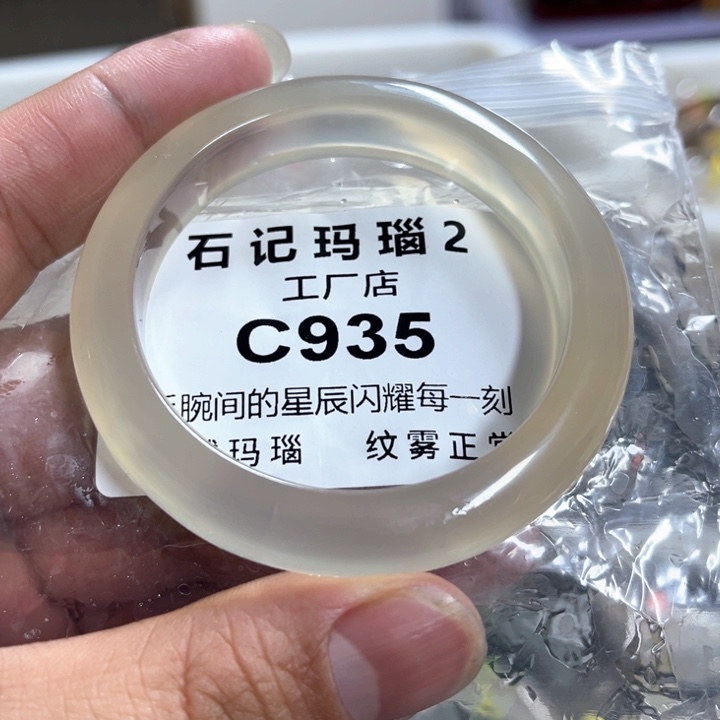 石记玛瑙2
工厂店
C935
腕间的星辰闪耀每一刻
玛瑙 纹雾正常